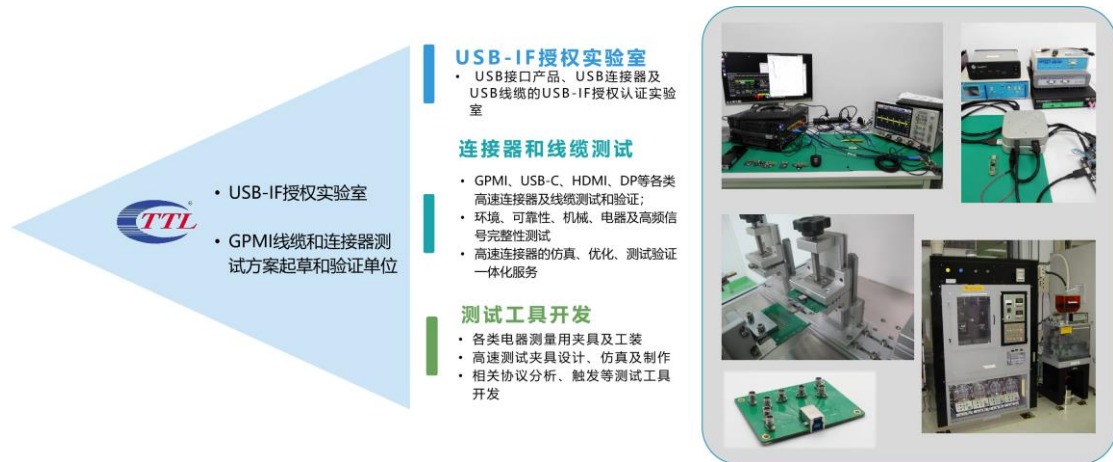 TTL
• USB-IF授权实验室
• GPMI线缆和连接器测
试方案起草和验证单位
USB-IF授权实验室
• USB接口产品、USB连接器及
USB线缆的USB-IF授权认证实验
室
连接器和线缆测试
• GPMI、USB-C、HDMI、DP等各类
高速连接器及线缆测试和验证；
• 环境、可靠性、机械、电器及高频信
号完整性测试
• 高速连接器的仿真、优化、测试验证
一体化服务
测试工具开发
• 各类电器测量用夹具及工装
• 高速测试夹具设计、仿真及制作
• 相关协议分析、触发等测试工具
开发